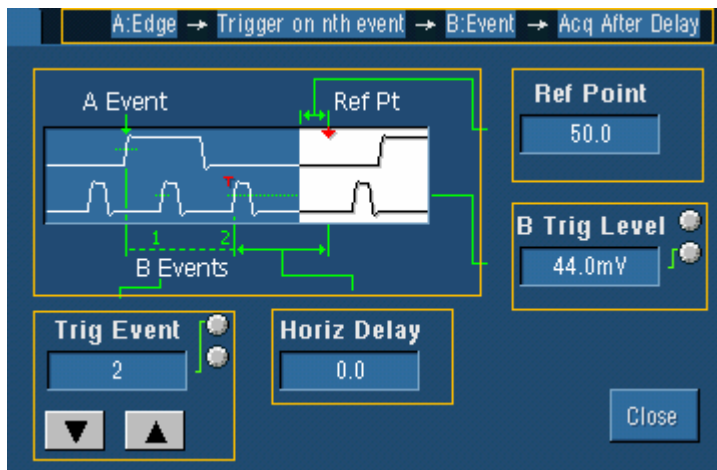 A:Edge → Trigger on nth event → B:Event → Acq After Delay
A Event
Ref Pt
T
1 2
B Events
Ref Point
50.0
B Trig Level
44.0mV
Trig Event
2
Horiz Delay
0.0
Close